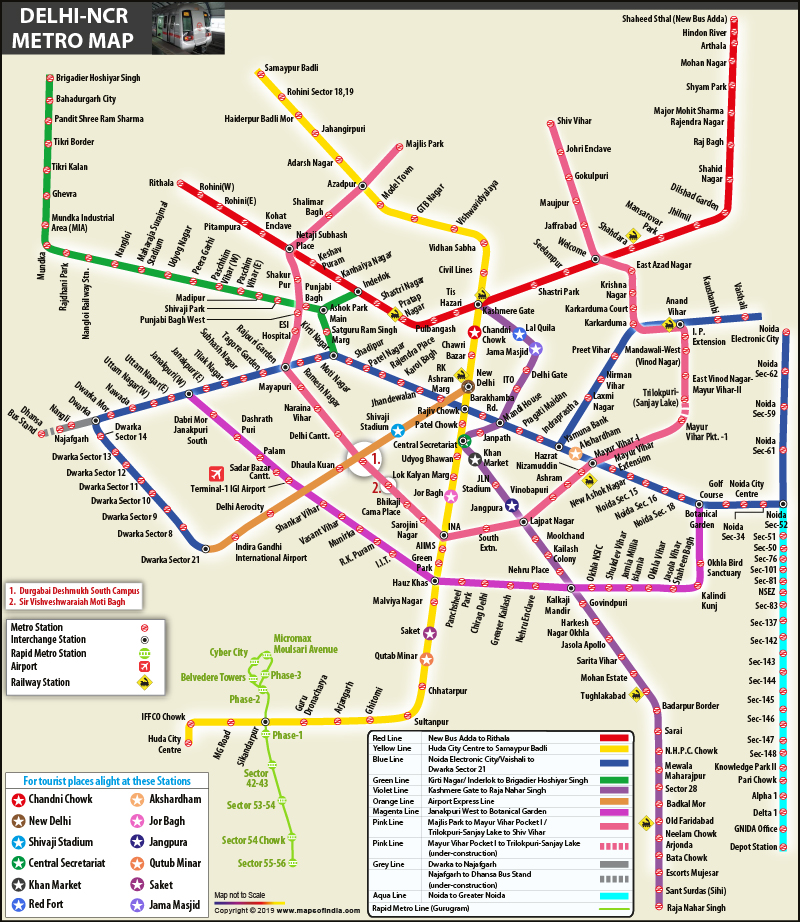 DELHI-NCR
METRO MAP
Shaheed Sthal (New Bus Adda)
Hindon River
Arthala
Mohan Nagar
Shyam Park
Major Mohit Sharma
Rajendra Nagar
Raj Bagh
Shahid
Nagar
Dilshad Garden
Jhilmil
Mansarovar
Park
Shahdara
Welcome
Seelumpur
Shastri Park
Kashmere Gate
Tis
Hazari
Pulbangash
Pratap
Nagar
Shastri Nagar
Inderlok
Kanhaiya Nagar
Keshav
Puram
Netaji Subhash
Place
Kohat
Enclave
Pitampura
Rohini(E)
Rohini(W)
Rithala
Brigadier Hoshiyar Singh
Bahadurgarh City
Pandit Shree Ram Sharma
Tikri Border
Tikri Kalan
Ghevra
Mundka Industrial
Area (MIA)
Mundka
Rajdhani Park
Nangloi Railway Stn.
Nangloi
Maharaja Surajmal
Stadium
Udyog Nagar
Peera Garhi
Paschim
Vihar (W)
Paschim
Vihar (E)
Madipur
Shivaji Park
Punjabi Bagh West
Ashok Park
Main
Satguru Ram Singh
Marg
Kirti Nagar
Samaypur Badli
Rohini Sector 18,19
Haiderpur Badli Mor
Jahangirpuri
Adarsh Nagar
Azadpur
Model Town
GTB Nagar
Vishwavidyalaya
Vidhan Sabha
Civil Lines
Chandni
Chowk
Chawri
Bazar
New
Delhi
Rajiv Chowk
Patel Chowk
Central Secretariat
Udyog Bhawan
Lok Kalyan Marg
Jor Bagh
INA
AIIMS
Green
Park
Hauz Khas
Malviya Nagar
Saket
Qutab Minar
Chhatarpur
Sultanpur
Ghitorni
Arjangarh
Guru
Dronacharya
Sikandarpur
MG Road
IFFCO Chowk
Huda City
Centre
Majlis Park
Shalimar
Bagh
Shakur
Pur
Punjabi
Bagh
ESI
Hospital
Rajouri Garden
Mayapuri
Naraina
Vihar
Delhi Cantt.
1.
2.
Bhikaji
Cama Place
Sarojini
Nagar
South
Extn.
Lajpat Nagar
Vinobapuri
Ashram
Nizamuddin
Hazrat
Mayur Vihar-I
Mayur Vihar
Pkt. -1
Trilokpuri-
(Sanjay Lake)
East Vinod Nagar-
Mayur Vihar-II
Mandawali-West
(Vinod Nagar)
I. P.
Extension
Anand
Vihar
Karkarduma
Karkarduma Court
Krishna
Nagar
East Azad Nagar
Jaffrabad
Maujpur
Gokulpuri
Johri Enclave
Shiv Vihar
Kaushambi
Vaishali
Preet Vihar
Nirman
Vihar
Laxmi
Nagar
Yamuna Bank
Indraprastha
Pragati Maidan
Mandi House
Barakhamba
Rd.
RK
Ashram
Marg
Jhandewalan
Karol Bagh
Rajendra Place
Patel Nagar
Shadipur
Moti Nagar
Ramesh Nagar
Tagore Garden
Subhash Nagar
Tilak Nagar
Janakpuri(E)
Janakpuri(W)
Uttam Nagar(E)
Uttam Nagar(W)
Nawada
Dwarka Mor
Dwarka
Nangli
Dhansa
Bus Stand
Najafgarh
Dwarka
Sector 14
Dwarka Sector 13
Dwarka Sector 12
Dwarka Sector 11
Dwarka Sector 10
Dwarka Sector 9
Dwarka Sector 8
Dwarka Sector 21
Akshardham
Mayur Vihar
Extension
New Ashok Nagar
Noida Sec. 15
Noida Sec. 16
Noida Sec. 18
Botanical
Garden
Golf
Course
Noida City
Centre
Noida
Sec-34
Noida
Sec-52
Noida
Sec-61
Noida
Sec-59
Noida
Sec-62
Noida
Electronic City
Sec-51
Sec-50
Sec-76
Sec-101
Sec-81
NSEZ
Sec-83
Sec-137
Sec-142
Sec-143
Sec-144
Sec-145
Sec-146
Sec-147
Sec-148
Knowledge Park II
Pari Chowk
Alpha 1
Delta 1
GNIDA Office
Depot Station
Lal Quila
Jama Masjid
Delhi Gate
ITO
Janpath
Khan
Market
JLN
Stadium
Jangpura
Moolchand
Kailash
Colony
Nehru Place
Kalkaji
Mandir
Govindpuri
Harkesh
Nagar Okhla
Jasola Apollo
Sarita Vihar
Mohan Estate
Tughlakabad
Badarpur Border
Sarai
N.H.P.C. Chowk
Mewala
Maharajpur
Sector 28
Badkal Mor
Old Faridabad
Neelam Chowk
Arjonda
Bata Chowk
Escorts Mujesar
Sant Surdas (Sihi)
Raja Nahar Singh
Shivaji
Stadium
Dhaula Kuan
Delhi Aerocity
Indira Gandhi
International Airport
Dabri Mor
Janakpuri
South
Dashrath
Puri
Palam
Sadar Bazar
Cantt.
Terminal-1 IGI Airport
Shankar Vihar
Vasant Vihar
Munirka
R.K. Puram
I.I.T.
Panchsheel
Park
Chirag Delhi
Greater Kailash
Nehru Enclave
Okhla NSIC
Shukdev Vihar
Jamia Millia
Islamia
Okhla Vihar
Jasola Vihar
Shaheen Bagh
Kalindi
Kunj
Okhla Bird
Sanctuary
1. Durgabai Deshmukh South Campus
2. Sir Vishveshwaraiah Moti Bagh
Metro Station
Interchange Station
Rapid Metro Station
Airport
Railway Station
Micromax
Moulsari Avenue
Cyber City
Phase-3
Belvedere Towers
Phase-2
Phase-1
Sector
42-43
Sector 53-54
Sector 54 Chowk
Sector 55-56
For tourist places alight at these Stations
Chandni Chowk
Akshardham
New Delhi
Jor Bagh
Shivaji Stadium
Jangpura
Central Secretariat
Qutub Minar
Khan Market
Saket
Red Fort
Jama Masjid
Red Line New Bus Adda to Rithala
Yellow Line Huda City Centre to Samaypur Badli
Blue Line Noida Electronic City/Vaishali to
Dwarka Sector 21
Green Line Kirti Nagar/ Inderlok to Brigadier Hoshiyar Singh
Violet Line Kashmere Gate to Raja Nahar Singh
Orange Line Airport Express Line
Magenta Line Janakpuri West to Botanical Garden
Pink Line Majlis Park to Mayur Vihar Pocket I /
Trilokpuri-Sanjay Lake to Shiv Vihar
Pink Line Mayur Vihar Pocket I to Trilokpuri-Sanjay Lake
(under-construction)
Grey Line Dwarka to Najafgarh
Najafgarh to Dhansa Bus Stand
(under-construction)
Aqua Line Noida to Greater Noida
Rapid Metro Line (Gurugram)
Map not to Scale
Copyright © 2019 www.mapsofindia.com